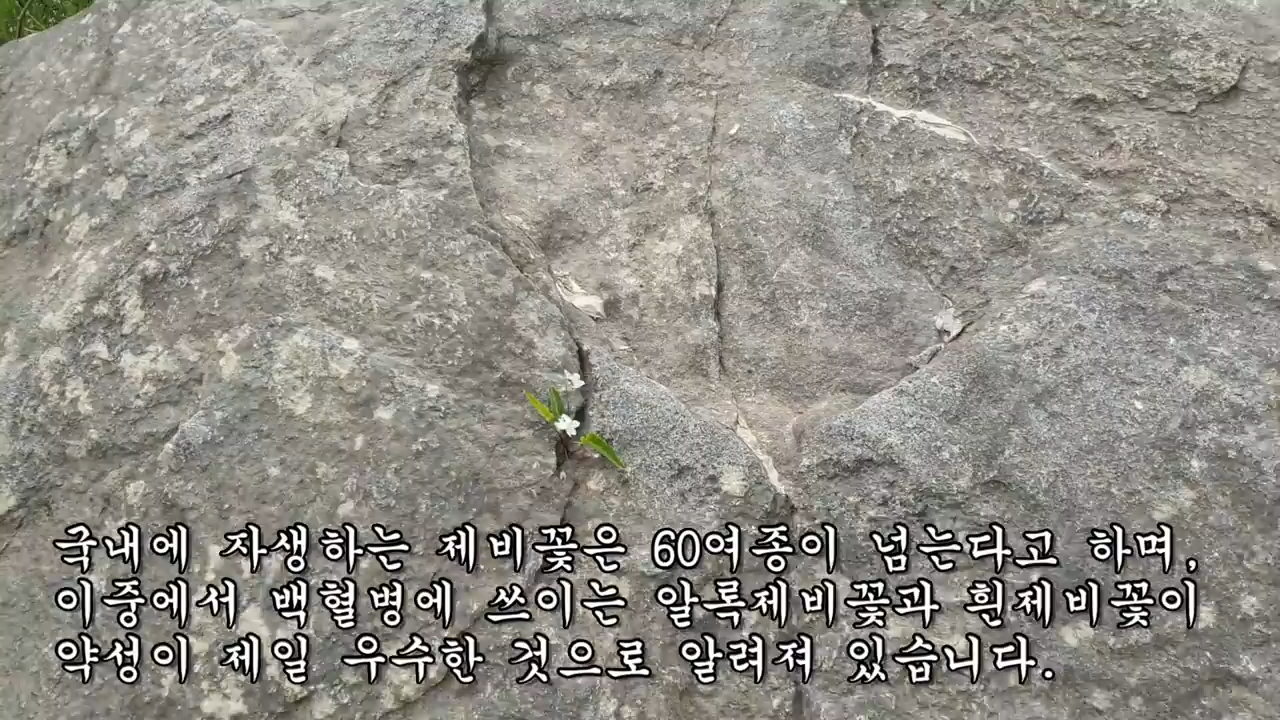 국내에 자생하는 제비꽃은 60여종이 넘는다고 하며,
이중에서 백혈병에 쓰이는 알록제비꽃과 흰제비꽃이
약성이 제일 우수한 것으로 알려져 있습니다.